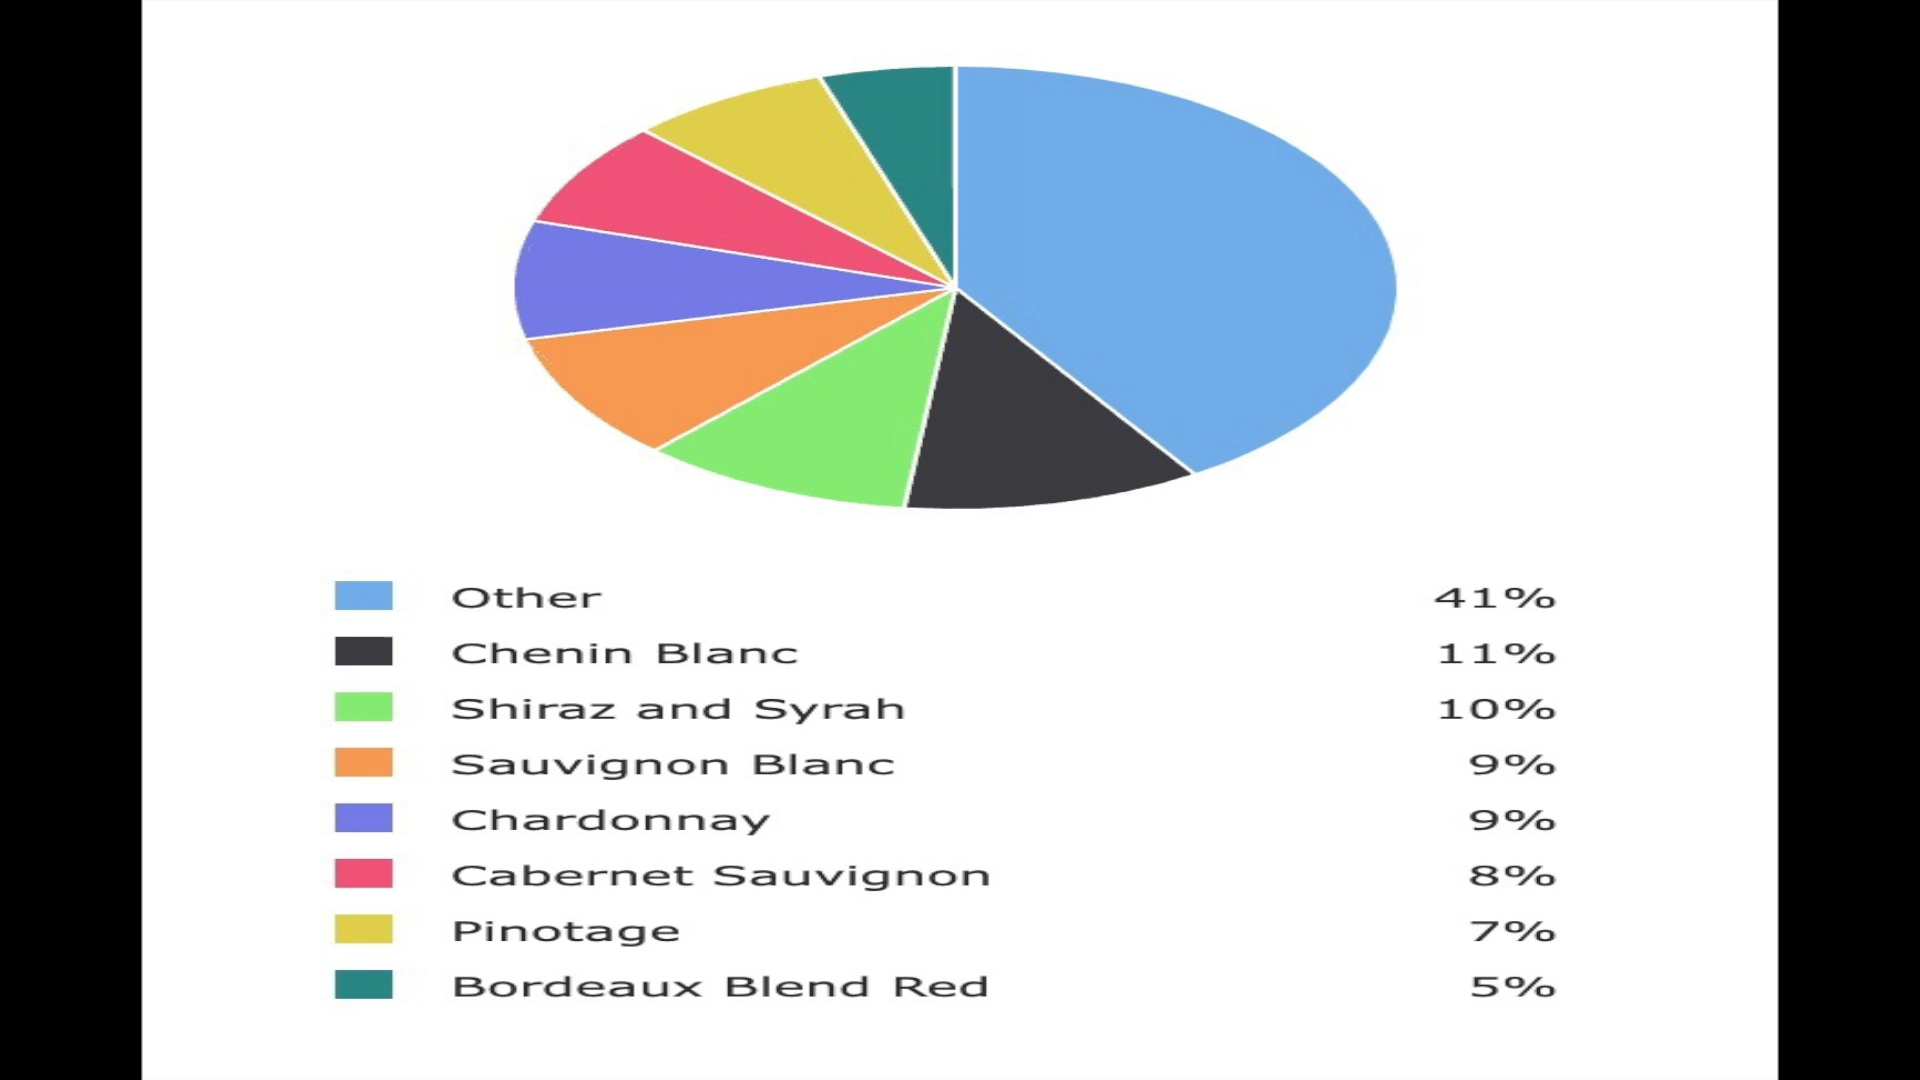 Other 41%
Chenin Blanc 11%
Shiraz and Syrah 10%
Sauvignon Blanc 9%
Chardonnay 9%
Cabernet Sauvignon 8%
Pinotage 7%
Bordeaux Blend Red 5%